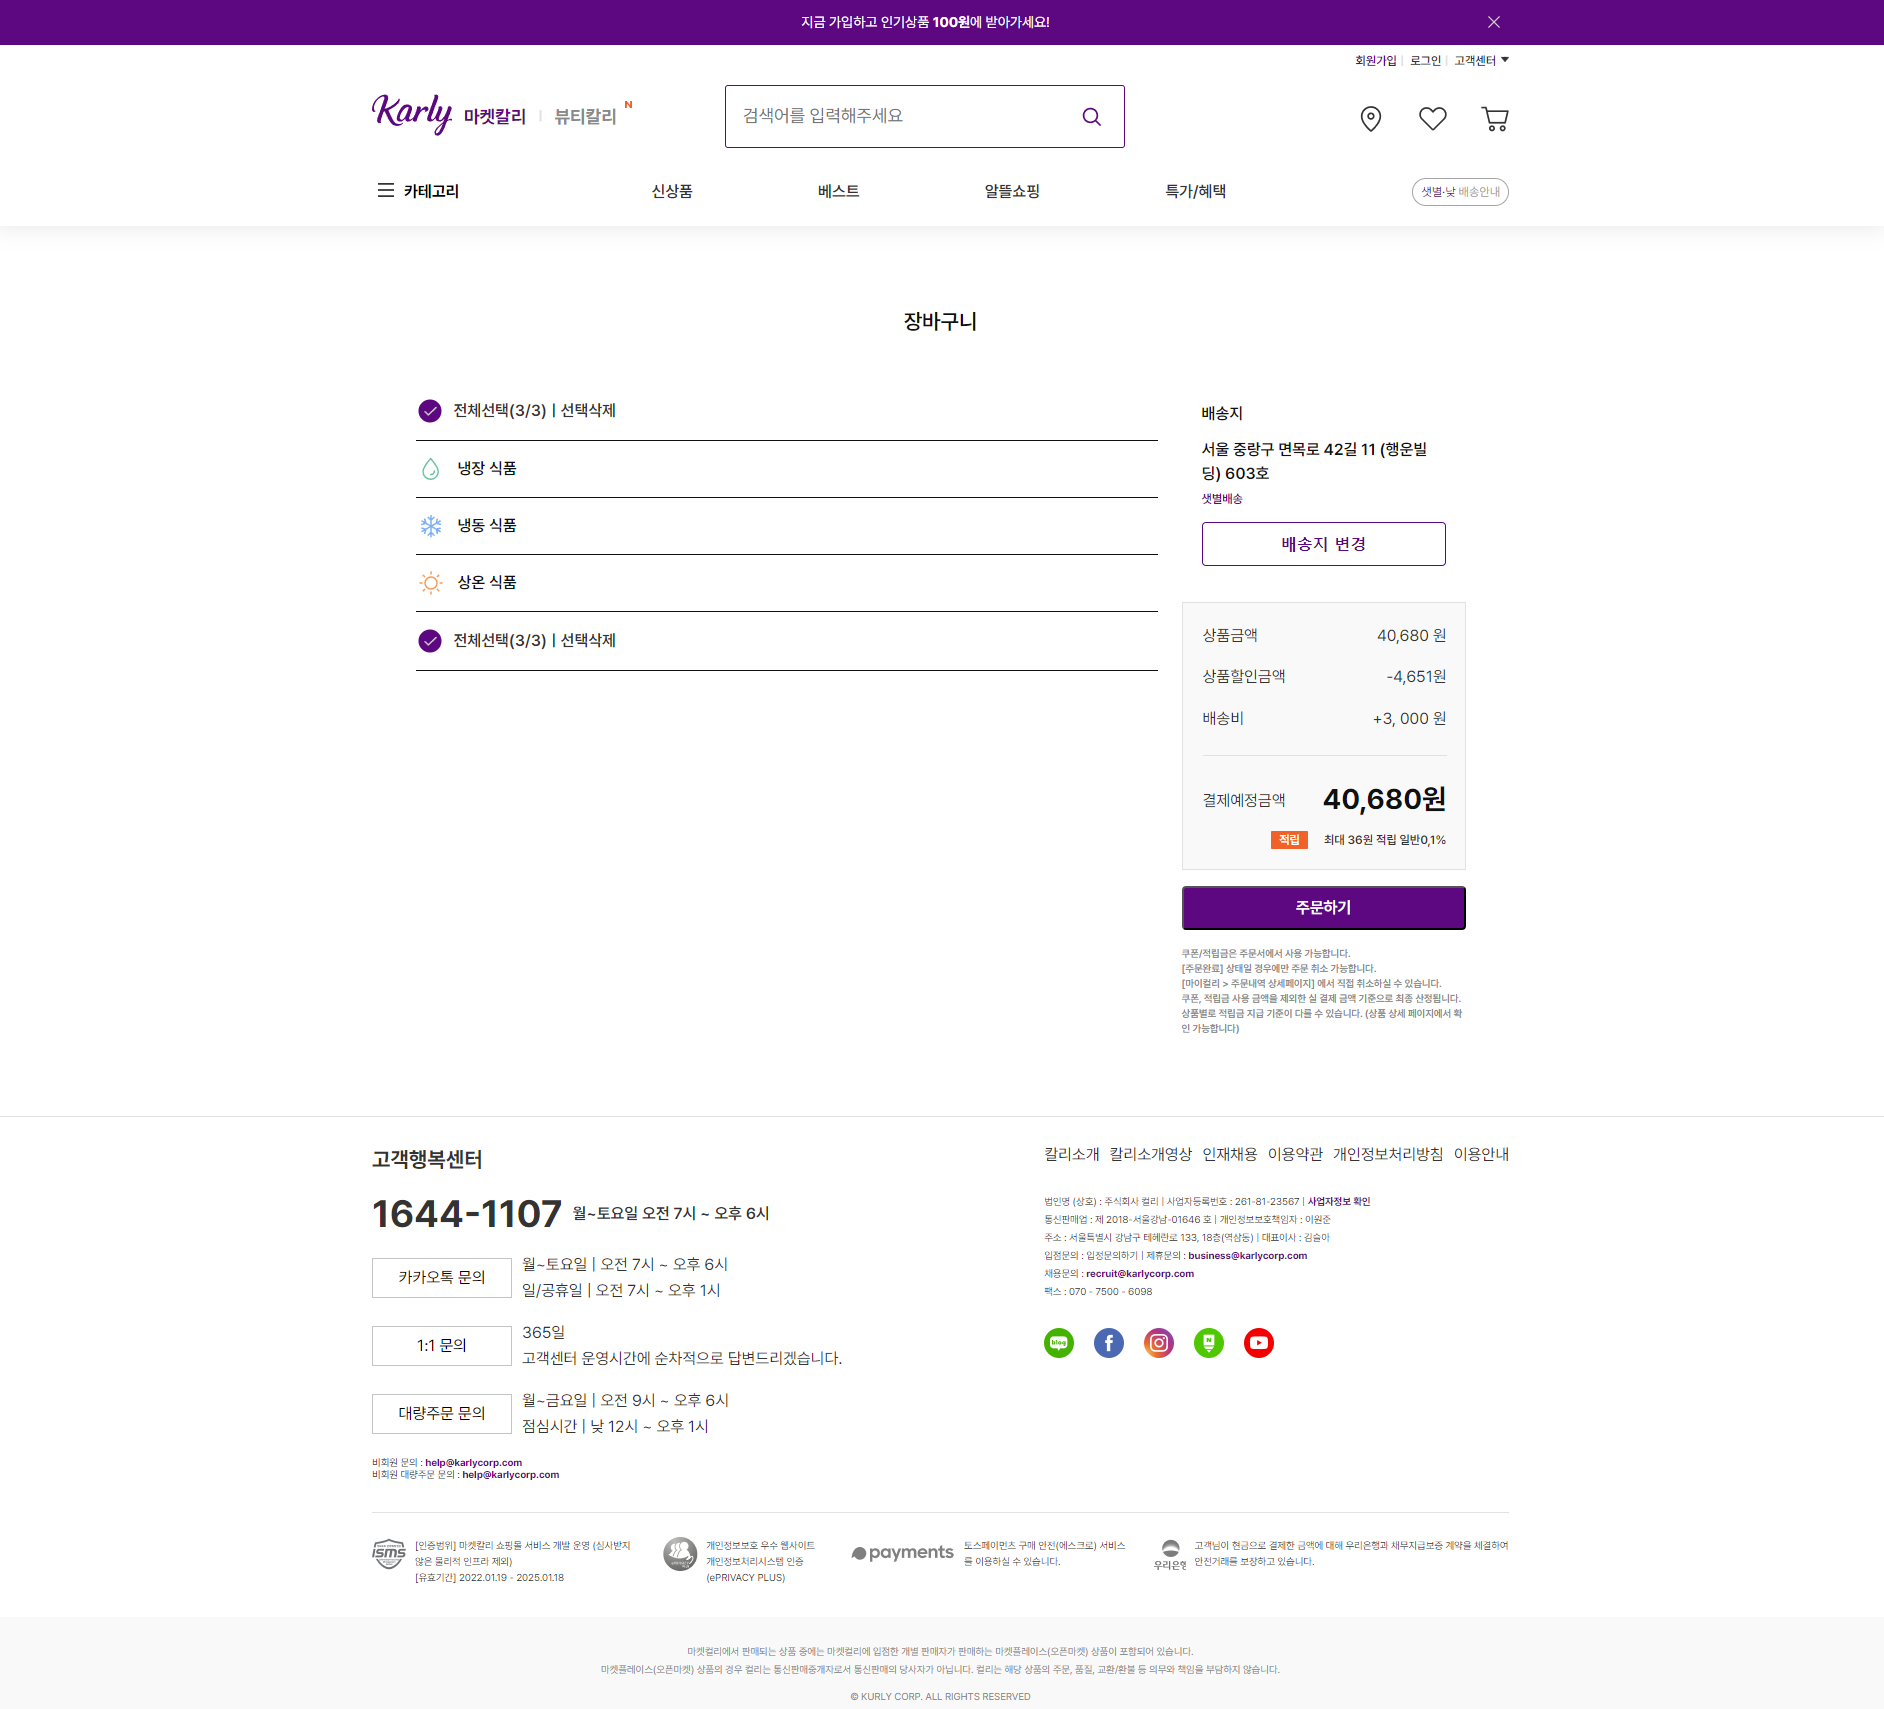 지금 가입하고 인기상품 100원에 받아가세요!
회원가입 | 로그인 | 고객센터
Karly 마켓칼리 | 뷰티칼리 N
검색어를 입력해주세요
카테고리 신상품 베스트 알뜰쇼핑 특가/혜택 샛별·낮 배송안내
장바구니
전체선택(3/3) | 선택삭제
냉장 식품
냉동 식품
상온 식품
전체선택(3/3) | 선택삭제
배송지
서울 중랑구 면목로 42길 11 (행운빌
딩) 603호
샛별배송
배송지 변경
상품금액 40,680 원
상품할인금액 -4,651원
배송비 +3, 000 원
결제예정금액 40,680원
적립 최대 36원 적립 일반0,1%
주문하기
쿠폰/적립금은 주문서에서 사용 가능합니다.
[주문완료] 상태일 경우에만 주문 취소 가능합니다.
[마이컬리 > 주문내역 상세페이지] 에서 직접 취소하실 수 있습니다.
쿠폰, 적립금 사용 금액을 제외한 실 결제 금액 기준으로 최종 산정됩니다.
상품별로 적립금 지급 기준이 다를 수 있습니다. (상품 상세 페이지에서 확
인 가능합니다)
고객행복센터
1644-1107 월~토요일 오전 7시 ~ 오후 6시
카카오톡 문의
월~토요일 | 오전 7시 ~ 오후 6시
일/공휴일 | 오전 7시 ~ 오후 1시
1:1 문의
365일
고객센터 운영시간에 순차적으로 답변드리겠습니다.
대량주문 문의
월~금요일 | 오전 9시 ~ 오후 6시
점심시간 | 낮 12시 ~ 오후 1시
비회원 문의 : help@karlycorp.com
비회원 대량주문 문의 : help@karlycorp.com
칼리소개 칼리소개영상 인재채용 이용약관 개인정보처리방침 이용안내
법인명 (상호) : 주식회사 컬리 | 사업자등록번호 : 261-81-23567 | 사업자정보 확인
통신판매업 : 제 2018-서울강남-01646 호 | 개인정보보호책임자 : 이원준
주소 : 서울특별시 강남구 테헤란로 133, 18층(역삼동) | 대표이사 : 김슬아
입점문의 : 입정문의하기 | 제휴문의 : business@karlycorp.com
채용문의 : recruit@karlycorp.com
팩스 : 070 - 7500 - 6098
blog
N
isms
[인증범위] 마켓칼리 쇼핑몰 서비스 개발 운영 (심사받지
않은 물리적 인프라 제외)
[유효기간] 2022.01.19 - 2025.01.18
개인정보보호 우수 웹사이트
개인정보처리시스템 인증
(ePRIVACY PLUS)
payments
토스페이먼츠 구매 안전(에스크로) 서비스
를 이용하실 수 있습니다.
우리은행
고객님이 현금으로 결제한 금액에 대해 우리은행과 채무지급보증 계약을 체결하여
안전거래를 보장하고 있습니다.
마켓컬리에서 판매되는 상품 중에는 마켓컬리에 입점한 개별 판매자가 판매하는 마켓플레이스(오픈마켓) 상품이 포함되어 있습니다.
마켓플레이스(오픈마켓) 상품의 경우 컬리는 통신판매중개자로서 통신판매의 당사자가 아닙니다. 컬리는 해당 상품의 주문, 품질, 교환/환불 등 의무와 책임을 부담하지 않습니다.
© KURLY CORP. ALL RIGHTS RESERVED